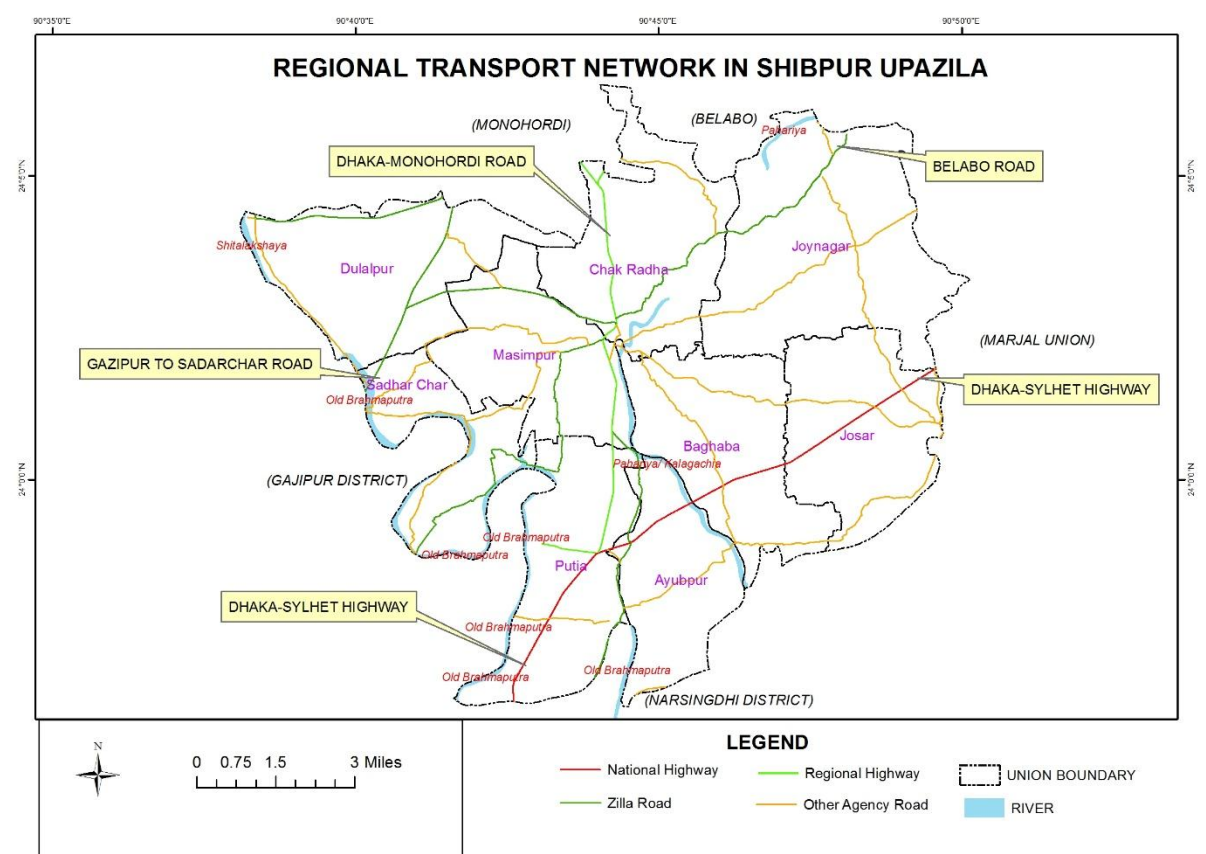 90°35'0"E
90°40'0"E
90°45'0"E
90°50'0"E
REGIONAL TRANSPORT NETWORK IN SHIBPUR UPAZILA
(MONOHORDI)
(BELABO)
Pahariya
DHAKA-MONOHORDI ROAD
BELABO ROAD
24°5'0"N
24°5'0"N
Shitalakshaya
Dulalpur
Chak Radha
Joynagar
(MARJAL UNION)
GAZIPUR TO SADARCHAR ROAD
Masimpur
Sadhar Char
Old Brahmaputra
DHAKA-SYLHET HIGHWAY
Baghaba
Josar
Pahariya/ Kalagachia
(GAJIPUR DISTRICT)
24°0'0"N
24°0'0"N
Old Brahmaputra
Old Brahmaputra
Putia
Ayubpur
DHAKA-SYLHET HIGHWAY
Old Brahmaputra
Old Brahmaputra
Old Brahmaputra
(NARSINGDHI DISTRICT)
N
0 0.75 1.5 3 Miles
LEGEND
National Highway
Regional Highway
UNION BOUNDARY
Zilla Road
Other Agency Road
RIVER